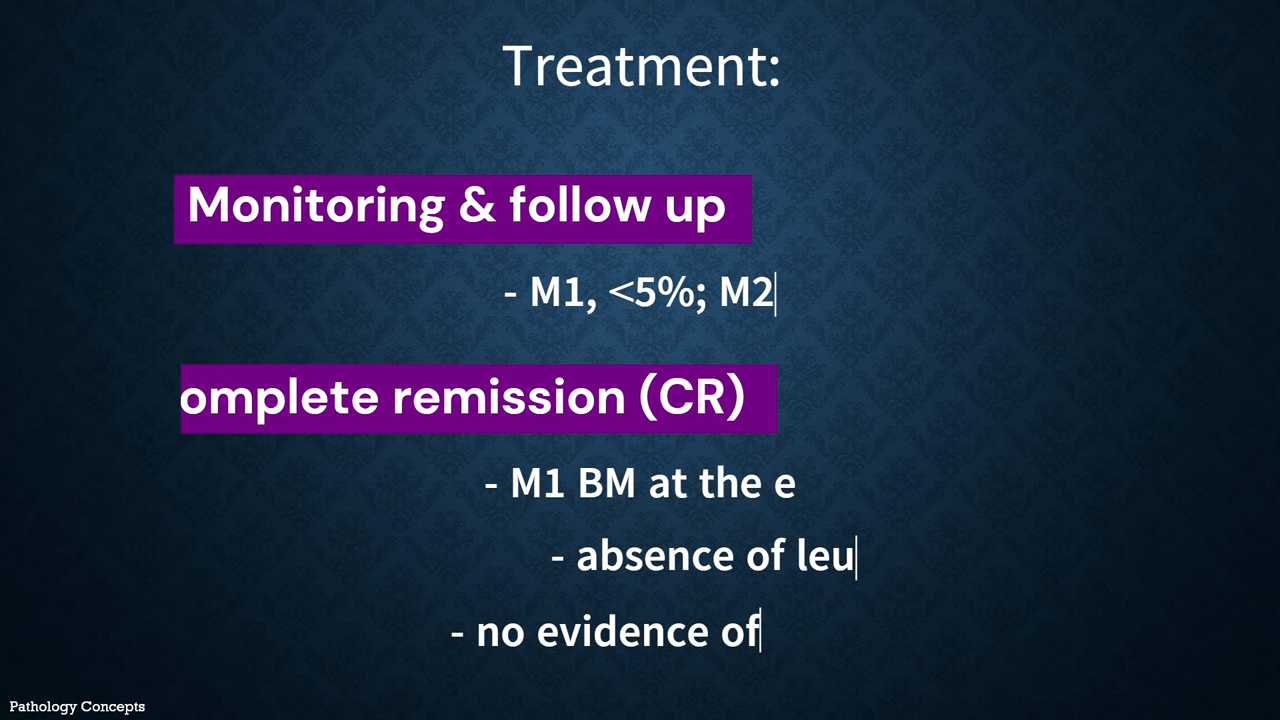 Treatment:
Monitoring & follow up
- M1, <5%; M2
omplete remission (CR)
- M1 BM at the e
- absence of leu
- no evidence of
Pathology Concepts